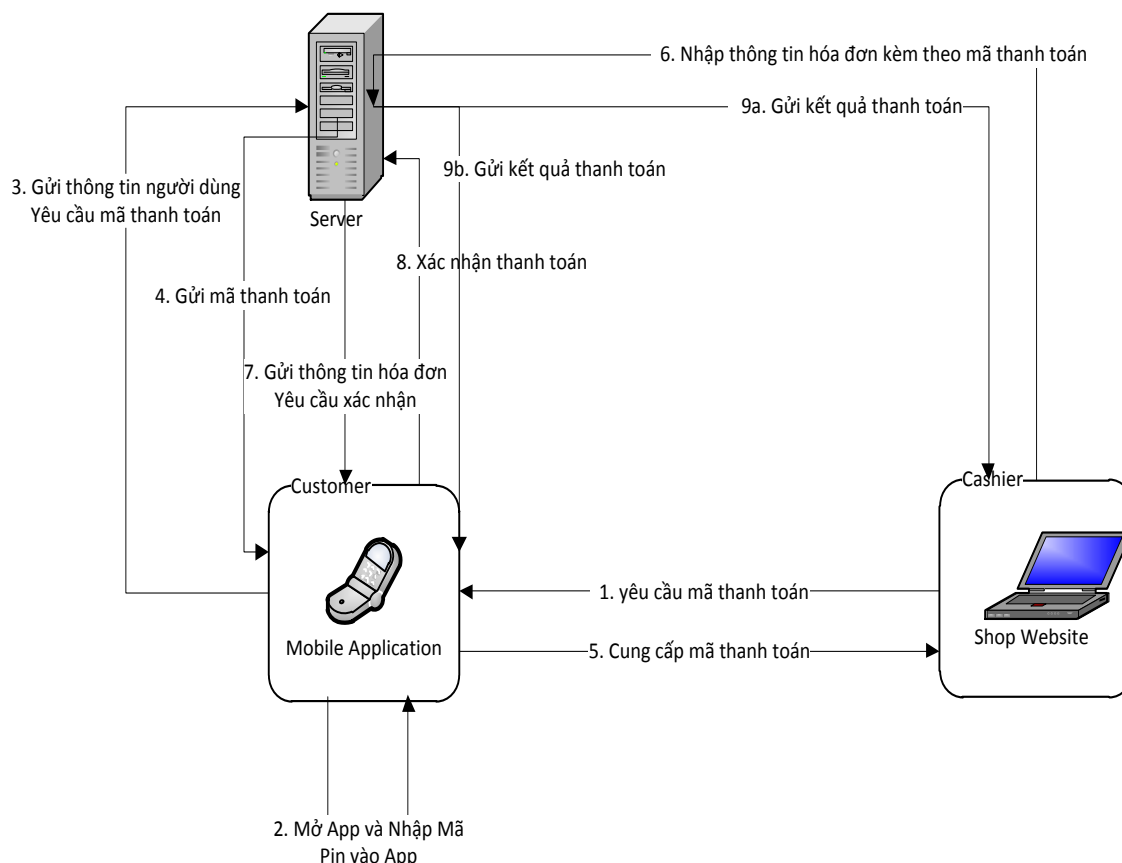 6. Nhập thông tin hóa đơn kèm theo mã thanh toán
9a. Gửi kết quả thanh toán
9b. Gửi kết quả thanh toán
3. Gửi thông tin người dùng
Yêu cầu mã thanh toán
Server
8. Xác nhận thanh toán
4. Gửi mã thanh toán
7. Gửi thông tin hóa đơn
Yêu cầu xác nhận
Customer
Cashier
1. yêu cầu mã thanh toán
Shop Website
Mobile Application
5. Cung cấp mã thanh toán
2. Mở App và Nhập Mã
Pin vào App